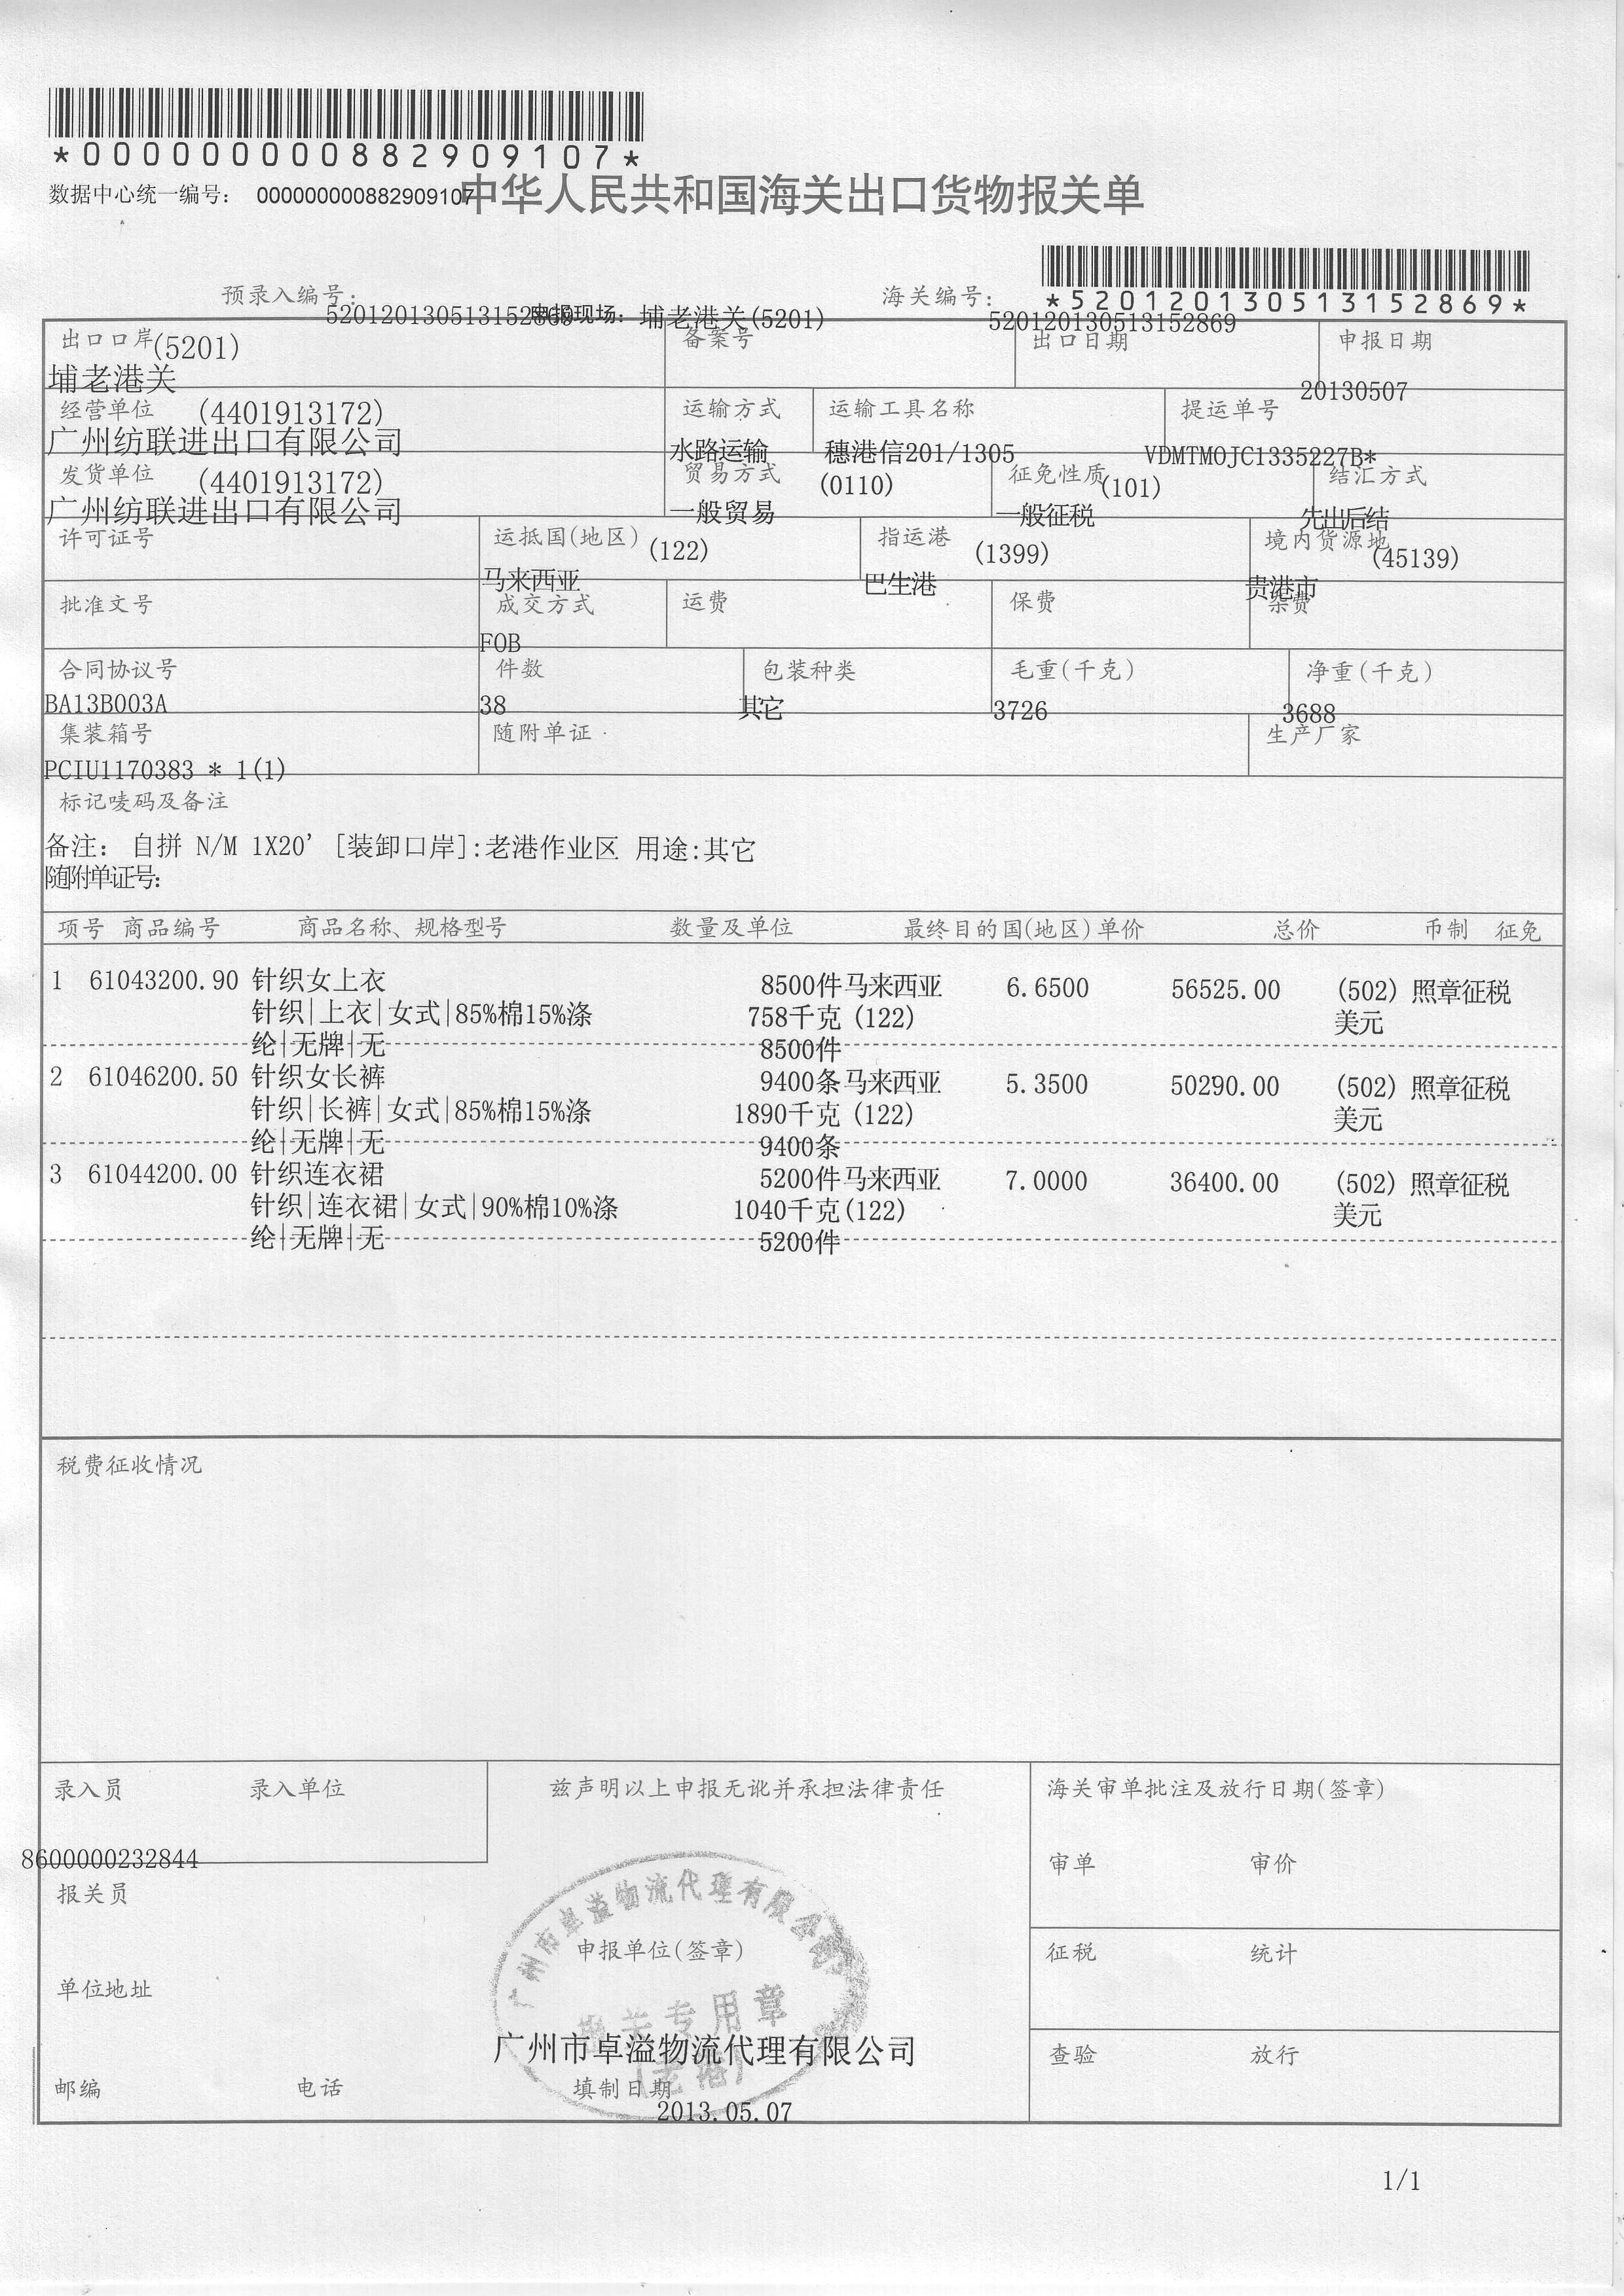 *000000000882909107*
数据中心统一编号： 000000000882909107
中华人民共和国海关出口货物报关单
预录入编号： 520120130513152869 申报现场：埔老港关(5201) 海关编号： *520120130513152869*
520120130513152869
出口口岸(5201) 备案号 出口日期 申报日期
埔老港关 20130507
经营单位 (4401913172) 运输方式 运输工具名称 提运单号
广州纺联进出口有限公司 水路运输 穗港信201/1305 VDMTMOJC1335227B*
发货单位 (4401913172) 贸易方式 (0110) 征免性质(101) 结汇方式
广州纺联进出口有限公司 一般贸易 一般征税 先出后结
许可证号 运抵国(地区) (122) 指运港 (1399) 境内货源地(45139)
马来西亚 巴生港 贵港市
批准文号 成交方式 运费 保费 杂费
FOB
合同协议号 件数 包装种类 毛重(千克) 净重(千克)
BA13B003A 38 其它 3726 3688
集装箱号 随附单证 生产厂家
PCIU1170383 * 1(1)
标记唛码及备注
备注： 自拼 N/M 1X20' [装卸口岸]:老港作业区 用途:其它
随附单证号:
项号 商品编号 商品名称、规格型号 数量及单位 最终目的国(地区)单价 总价 币制 征免
1 61043200.90 针织女上衣 8500件 马来西亚 6.6500 56525.00 (502) 照章征税
针织|上衣|女式|85%棉15%涤 758千克 (122) 美元
纶|无牌|无 8500件
2 61046200.50 针织女长裤 9400条 马来西亚 5.3500 50290.00 (502) 照章征税
针织|长裤|女式|85%棉15%涤 1890千克 (122) 美元
纶|无牌|无 9400条
3 61044200.00 针织连衣裙 5200件 马来西亚 7.0000 36400.00 (502) 照章征税
针织|连衣裙|女式|90%棉10%涤 1040千克 (122) 美元
纶|无牌|无 5200件
税费征收情况
录入员 录入单位 兹声明以上申报无讹并承担法律责任 海关审单批注及放行日期(签章)
8600000232844 审单 审价
报关员
广州市卓溢物流代理有限公司
申报单位(签章) 征税 统计
单位地址
报关专用章
广州市卓溢物流代理有限公司 查验 放行
(老港)
邮编 电话 填制日期
2013.05.07
1/1